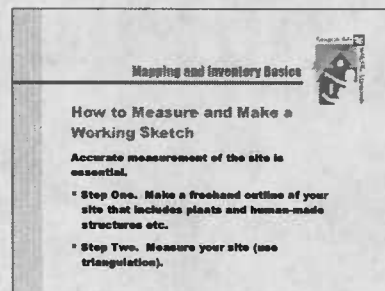 Mapping and Inventory Basics
How to Measure and Make a
Working Sketch
Accurate measurement of the site is
essential.
Step One. Make a freehand outline of your
site that includes plants and human-made
structures etc.
Step Two. Measure your site (use
triangulation).